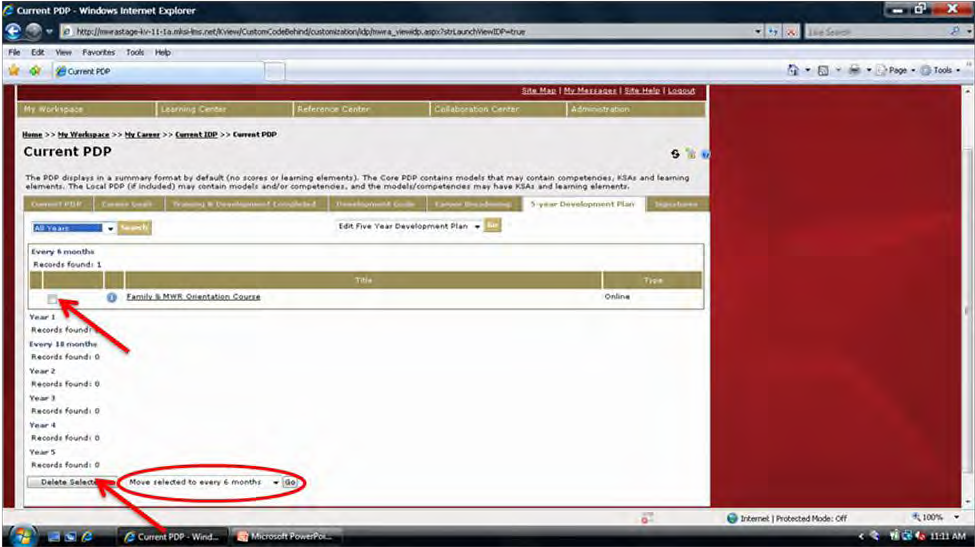 Current PDP - Windows Internet Explorer
http://mwrastage-kv-11-1a.mksi-lms.net/Kview/CustomCodeBehind/customization/idp/mwra_viewidp.aspx?strLaunchViewIDP=true
Live Search
File Edit View Favorites Tools Help
Current PDP
Page Tools
Site Map | My Messages | Site Help | Logout
My Workspace Learning Center Reference Center Collaboration Center Administration
Home >> My Workspace >> My Career >> Current IDP >> Current PDP
Current PDP
The PDP displays in a summary format by default (no scores or learning elements). The Core PDP contains models that may contain competencies, KSAs and learning
elements. The Local PDP (if included) may contain models and/or competencies, and the models/competencies may have KSAs and learning elements.
Current PDP Career Goals Training & Development Completed Development Guide Career Broadening 5-year Development Plan Signatures
All Years Search Edit Five Year Development Plan Go
Every 6 months
Records found: 1
Title Type
Family & MWR Orientation Course Online
Year 1
Records found:
Every 18 months
Records found: 0
Year 2
Records found: 0
Year 3
Records found: 0
Year 4
Records found: 0
Year 5
Records found: 0
Delete Selected Move selected to every 6 months Go
Internet | Protected Mode: Off 100%
Current PDP - Wind... Microsoft PowerPoi... 11:11 AM